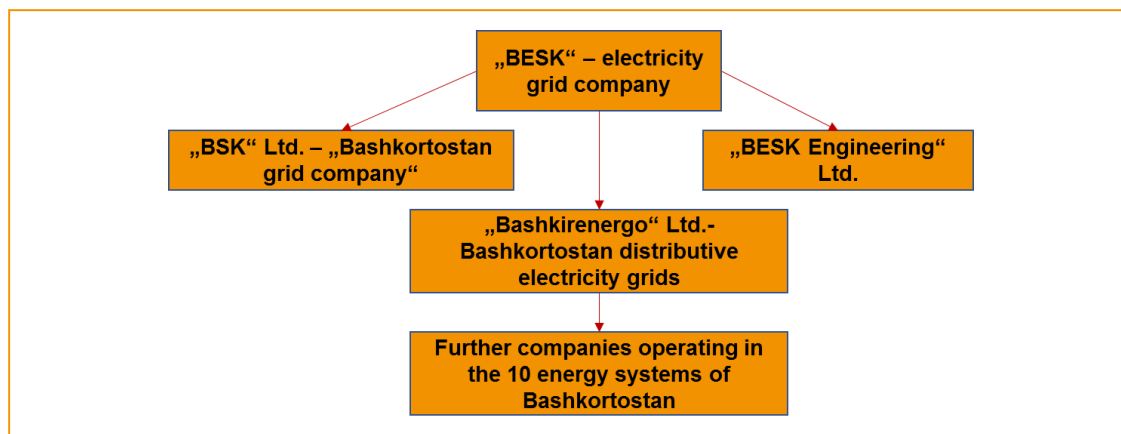 „BESK“ – electricity
grid company
„BSK“ Ltd. – „Bashkortostan
grid company“
„BESK Engineering“
Ltd.
„Bashkirenergo“ Ltd.-
Bashkortostan distributive
electricity grids
Further companies operating in
the 10 energy systems of
Bashkortostan